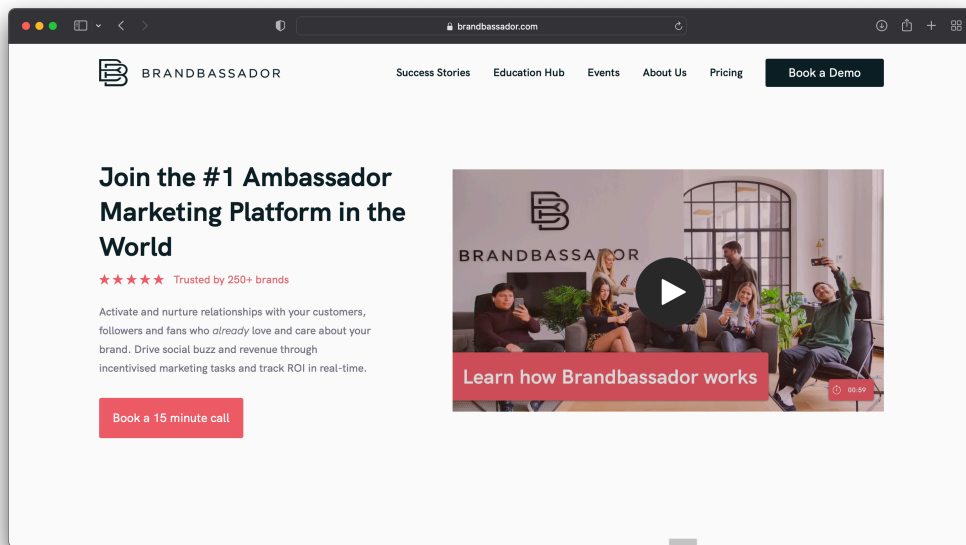 brandbassador.com
BRANDBASSADOR
Success Stories
Education Hub
Events
About Us
Pricing
Book a Demo
Join the #1 Ambassador
Marketing Platform in the
World
Trusted by 250+ brands
Activate and nurture relationships with your customers,
followers and fans who already love and care about your
brand. Drive social buzz and revenue through
incentivised marketing tasks and track ROI in real-time.
Book a 15 minute call
BRANDBASSADOR
Learn how Brandbassador works
00:59